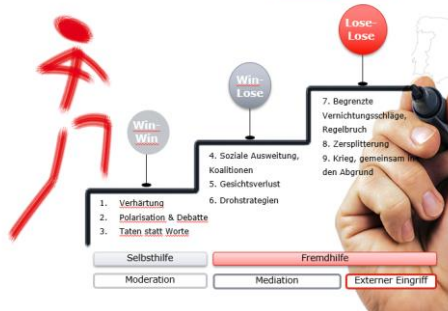 Lose-
Lose
Win-
Lose
Win-
Win
7. Begrenzte
Vernichtungsschläge,
Regelbruch
8. Zersplitterung
9. Krieg, gemeinsam in
den Abgrund
4. Soziale Ausweitung,
Koalitionen
5. Gesichtsverlust
6. Drohstrategien
1. Verhärtung
2. Polarisation & Debatte
3. Taten statt Worte
Selbsthilfe
Fremdhilfe
Moderation
Mediation
Externer Eingriff